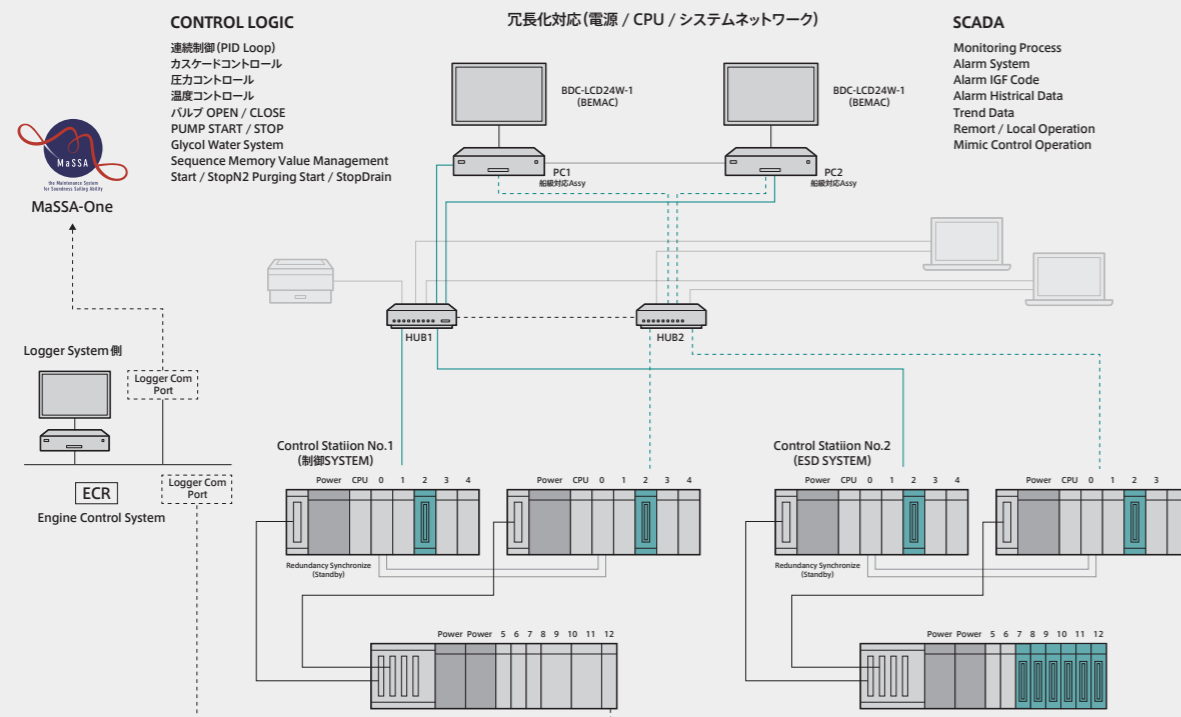 CONTROL LOGIC
連続制御(PID Loop)
カスケードコントロール
圧力コントロール
温度コントロール
バルブ OPEN / CLOSE
PUMP START / STOP
Glycol Water System
Sequence Memory Value Management
Start / StopN2 Purging Start / StopDrain
冗長化対応(電源 / CPU / システムネットワーク)
SCADA
Monitoring Process
Alarm System
Alarm IGF Code
Alarm Histrical Data
Trend Data
Remort / Local Operation
Mimic Control Operation
BDC-LCD24W-1
(BEMAC)
BDC-LCD24W-1
(BEMAC)
PC1
船級対応Assy
PC2
船級対応Assy
MaSSA
the Maintenance System
for Soundness Sailing Ability
MaSSA-One
HUB1
HUB2
Logger System側
Logger Com
Port
ECR
Logger Com
Port
Engine Control System
Control Statiion No.1
(制御SYSTEM)
Power CPU 0 1 2 3 4
Power CPU 0 1 2 3 4
Redundancy Synchronize
(Standby)
Power Power 5 6 7 8 9 10 11 12
Control Statiion No.2
(ESD SYSTEM)
Power CPU 0 1 2 3 4
Power CPU 0 1 2 3
Redundancy Synchronize
(Standby)
Power Power 5 6 7 8 9 10 11 12